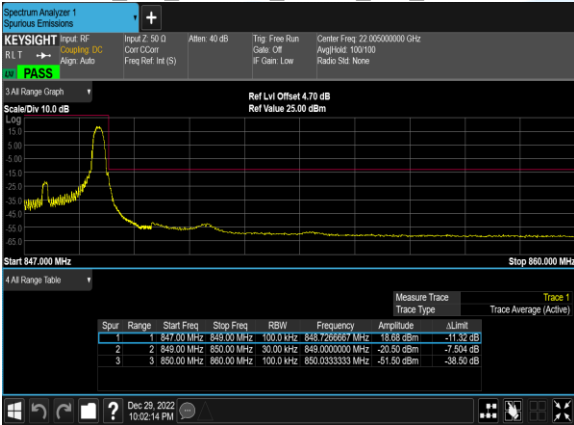 Spectrum Analyzer 1
Spurious Emissions
+
KEYSIGHT Input: RF Input Z: 50 Ω Atten: 40 dB Trig: Free Run Center Freq: 22.005000000 GHz
RLT Coupling: DC Corr CCorr Gate: Off Avg|Hold: 100/100
Align: Auto Freq Ref: Int (S) IF Gain: Low Radio Std: None
LW PASS
3 All Range Graph
Ref Lvl Offset 4.70 dB
Scale/Div 10.0 dB Ref Value 25.00 dBm
Log
15.0
5.00
-5.00
-15.0
-25.0
-35.0
-45.0
-55.0
-65.0
Start 847.000 MHz Stop 860.000 MHz
4 All Range Table
Measure Trace Trace 1
Trace Type Trace Average (Active)
Spur Range Start Freq Stop Freq RBW Frequency Amplitude ΔLimit
1 1 847.00 MHz 849.00 MHz 100.0 kHz 848.7266667 MHz 18.68 dBm -11.32 dB
2 2 849.00 MHz 850.00 MHz 30.00 kHz 849.0000000 MHz -20.50 dBm -7.504 dB
3 3 850.00 MHz 860.00 MHz 100.0 kHz 850.0333333 MHz -51.50 dBm -38.50 dB
? Dec 29, 2022
10:02:14 PM